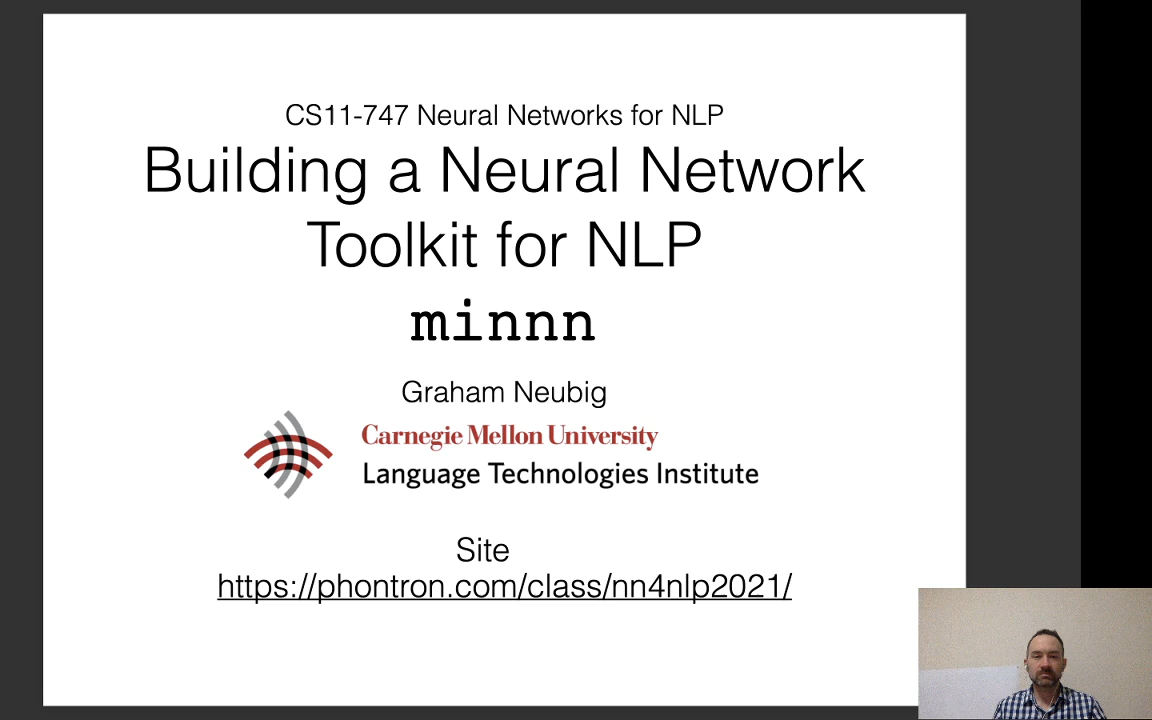 CS11-747 Neural Networks for NLP
Building a Neural Network
Toolkit for NLP
minnn
Graham Neubig
Carnegie Mellon University
Language Technologies Institute
Site
https://phontron.com/class/nn4nlp2021/